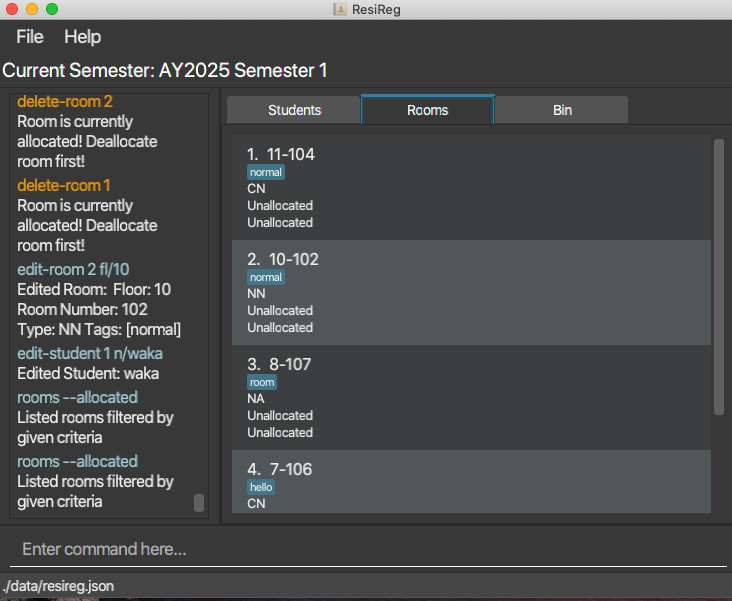 ResiReg
File Help
Current Semester: AY2025 Semester 1
delete-room 2
Room is currently
allocated! Deallocate
room first!
delete-room 1
Room is currently
allocated! Deallocate
room first!
edit-room 2 fl/10
Edited Room:  Floor: 10
Room Number: 102
Type: NN Tags: [normal]
edit-student 1 n/waka
Edited Student: waka
rooms --allocated
Listed rooms filtered by
given criteria
rooms --allocated
Listed rooms filtered by
given criteria
Students Rooms Bin
1. 11-104
normal
CN
Unallocated
Unallocated
2. 10-102
normal
NN
Unallocated
Unallocated
3. 8-107
room
NA
Unallocated
Unallocated
4. 7-106
hello
CN
Enter command here...
./data/resireg.json